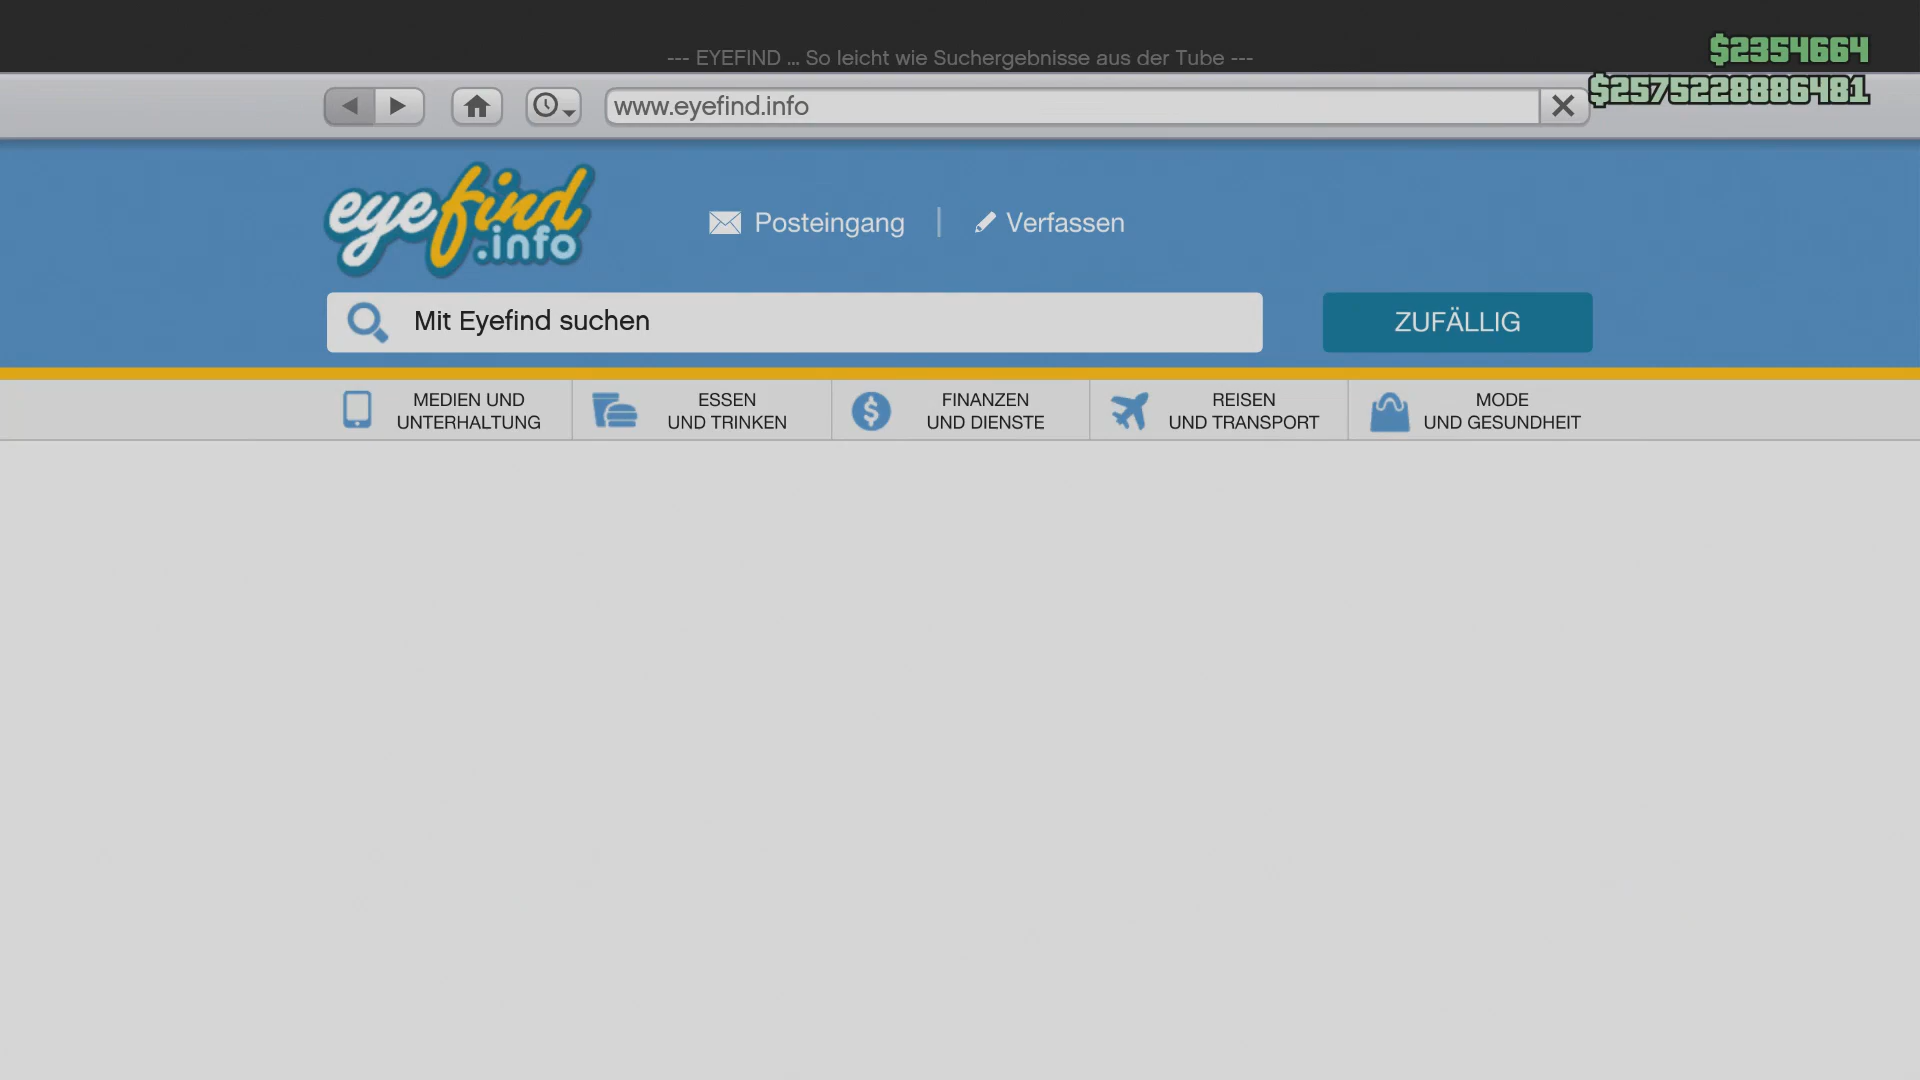 $2354664
--- EYEFIND ... So leicht wie Suchergebnisse aus der Tube ---
$2575228886481
www.eyefind.info
eyefind
.info
Posteingang | Verfassen
Mit Eyefind suchen
ZUFÄLLIG
MEDIEN UND
UNTERHALTUNG
ESSEN
UND TRINKEN
FINANZEN
UND DIENSTE
REISEN
UND TRANSPORT
MODE
UND GESUNDHEIT